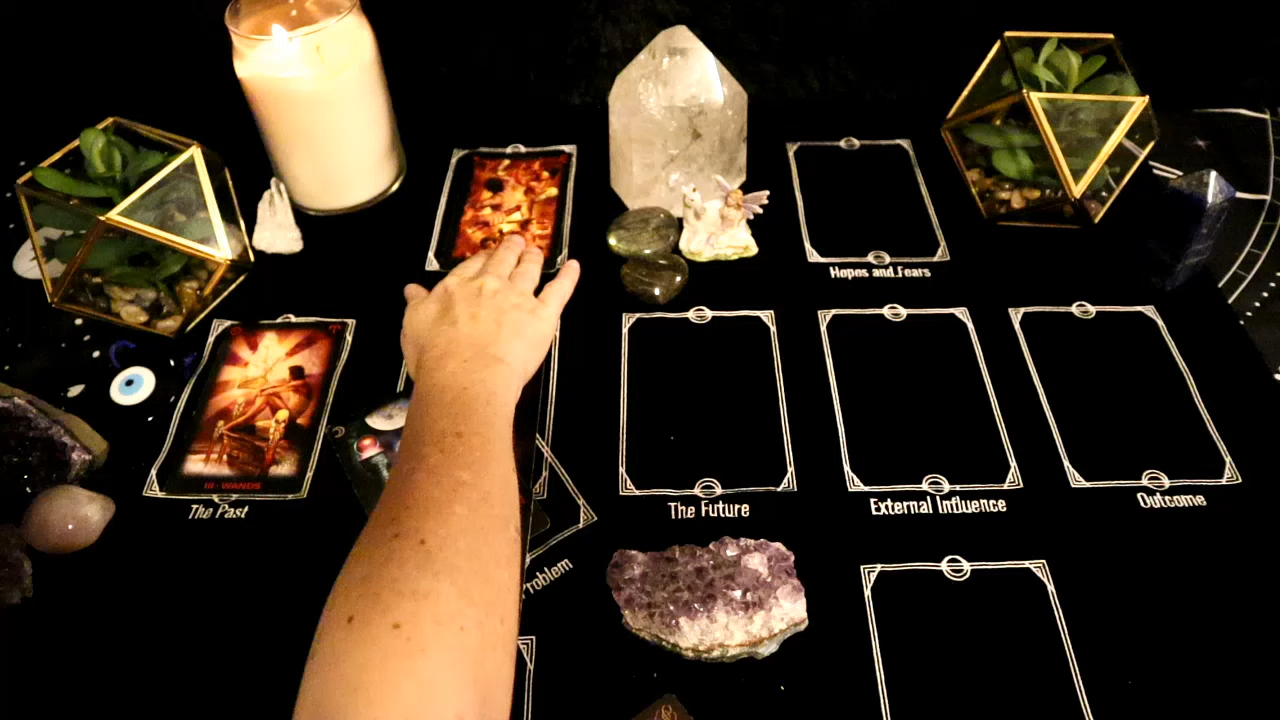 Hopes and Fears
III · WANDS
The Past
The Future
External Influence
Outcome
Problem